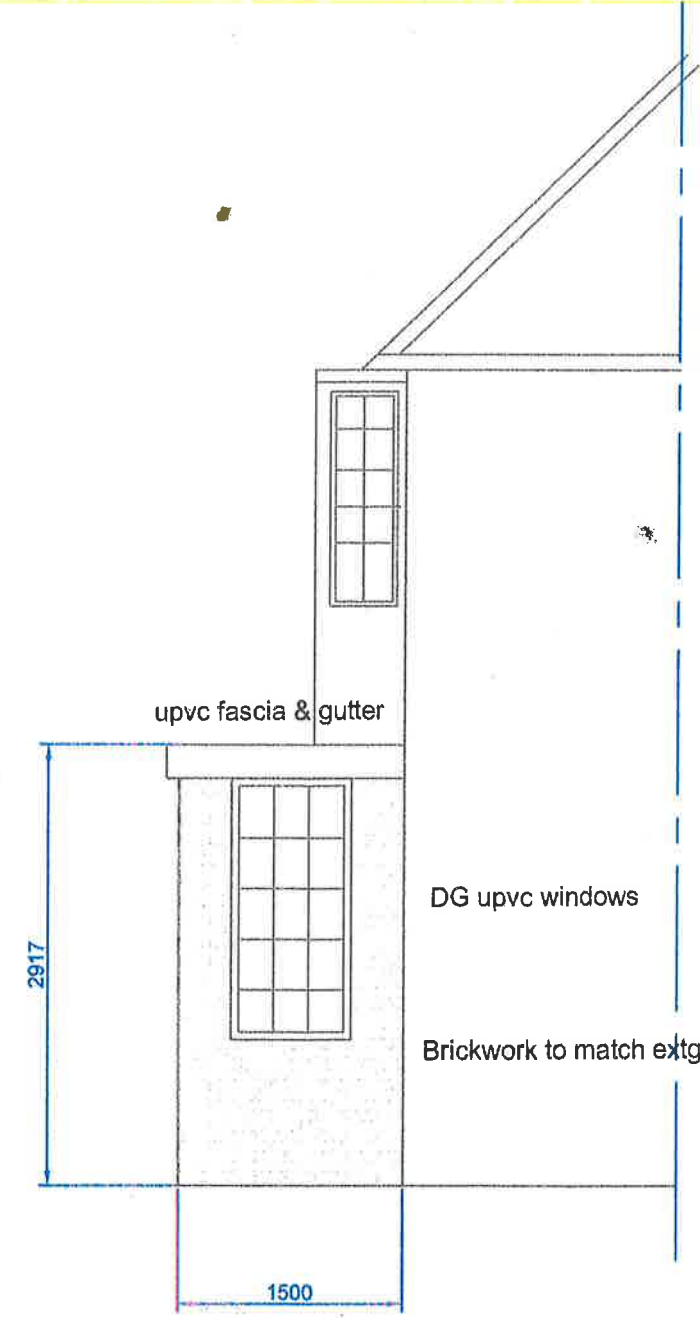 upvc fascia & gutter
DG upvc windows
2917
Brickwork to match extg
1500